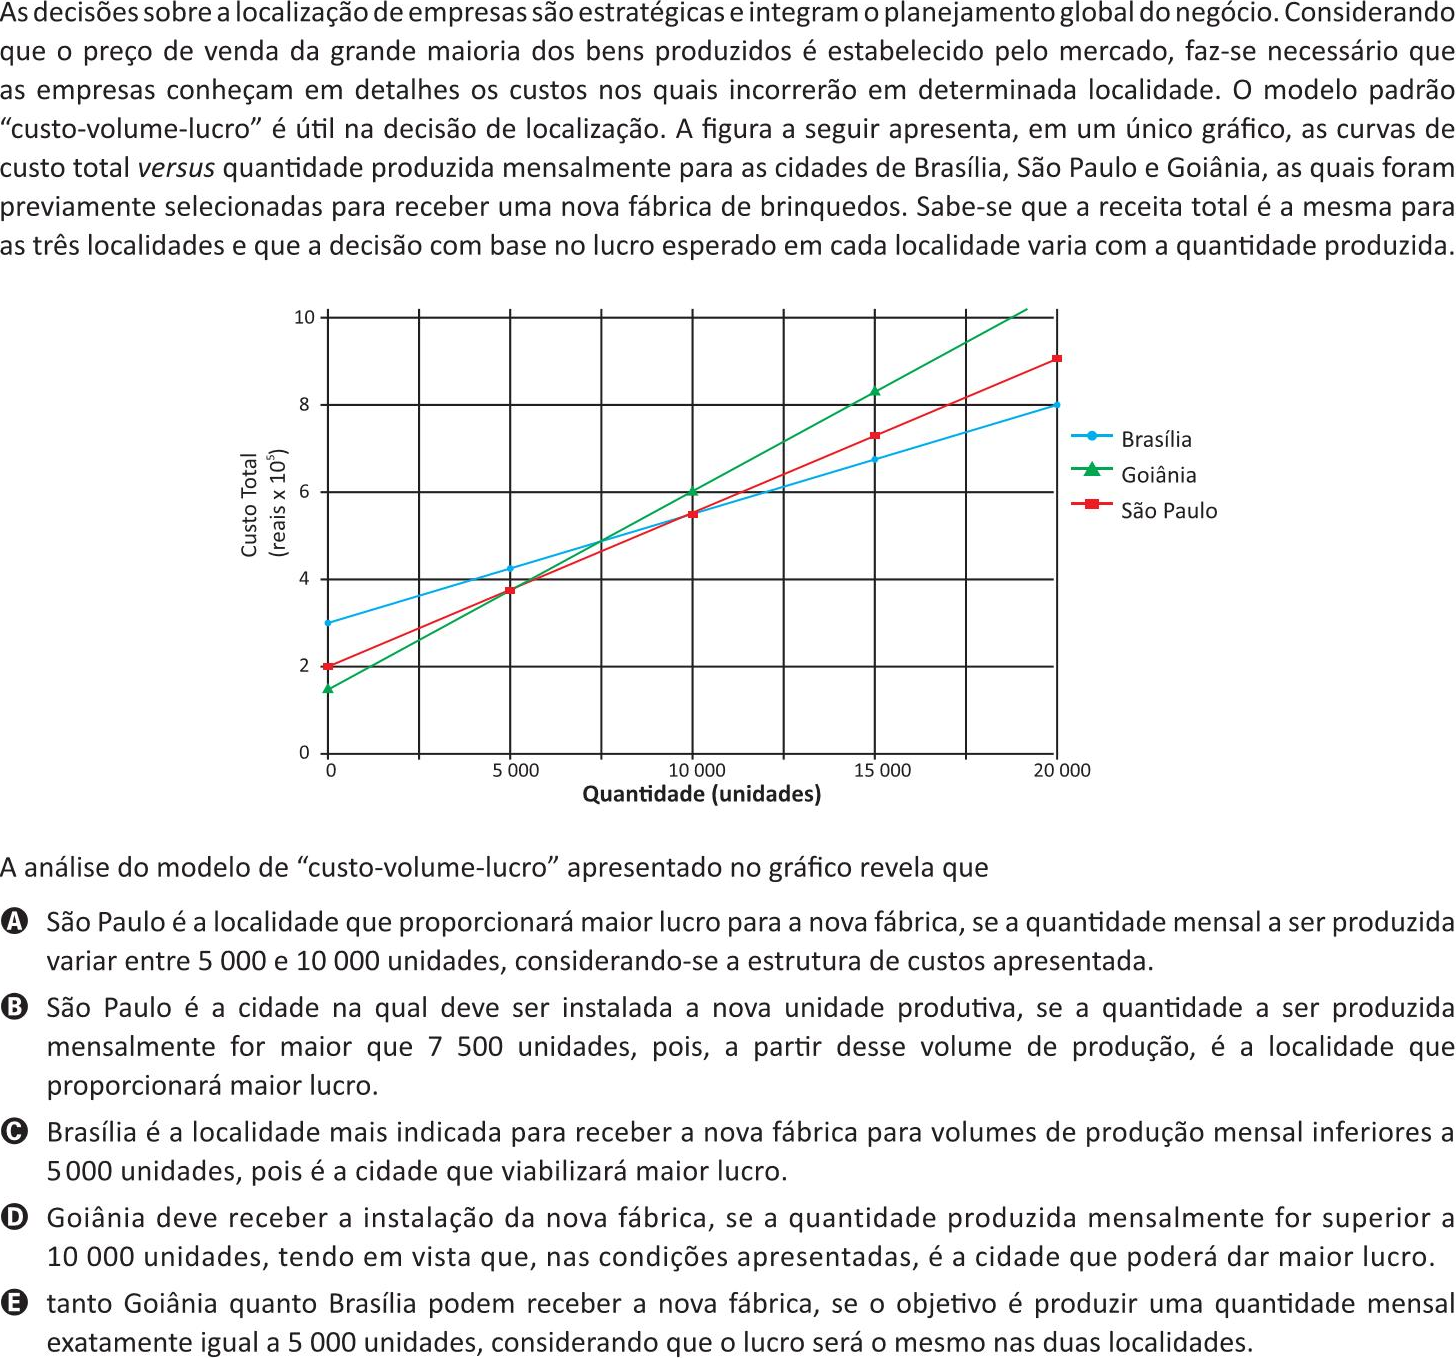 As decisões sobre a localização de empresas são estratégicas e integram o planejamento global do negócio. Considerando
que o preço de venda da grande maioria dos bens produzidos é estabelecido pelo mercado, faz-se necessário que
as empresas conheçam em detalhes os custos nos quais incorrerão em determinada localidade. O modelo padrão
“custo-volume-lucro” é útil na decisão de localização. A figura a seguir apresenta, em um único gráfico, as curvas de
custo total versus quantidade produzida mensalmente para as cidades de Brasília, São Paulo e Goiânia, as quais foram
previamente selecionadas para receber uma nova fábrica de brinquedos. Sabe-se que a receita total é a mesma para
as três localidades e que a decisão com base no lucro esperado em cada localidade varia com a quantidade produzida.
10
8
6
4
2
0
Custo Total
(reais x 10⁵)
0 5 000 10 000 15 000 20 000
Quantidade (unidades)
Brasília
Goiânia
São Paulo
A análise do modelo de “custo-volume-lucro” apresentado no gráfico revela que
A São Paulo é a localidade que proporcionará maior lucro para a nova fábrica, se a quantidade mensal a ser produzida
variar entre 5 000 e 10 000 unidades, considerando-se a estrutura de custos apresentada.
B São Paulo é a cidade na qual deve ser instalada a nova unidade produtiva, se a quantidade a ser produzida
mensalmente for maior que 7 500 unidades, pois, a partir desse volume de produção, é a localidade que
proporcionará maior lucro.
C Brasília é a localidade mais indicada para receber a nova fábrica para volumes de produção mensal inferiores a
5 000 unidades, pois é a cidade que viabilizará maior lucro.
D Goiânia deve receber a instalação da nova fábrica, se a quantidade produzida mensalmente for superior a
10 000 unidades, tendo em vista que, nas condições apresentadas, é a cidade que poderá dar maior lucro.
E tanto Goiânia quanto Brasília podem receber a nova fábrica, se o objetivo é produzir uma quantidade mensal
exatamente igual a 5 000 unidades, considerando que o lucro será o mesmo nas duas localidades.